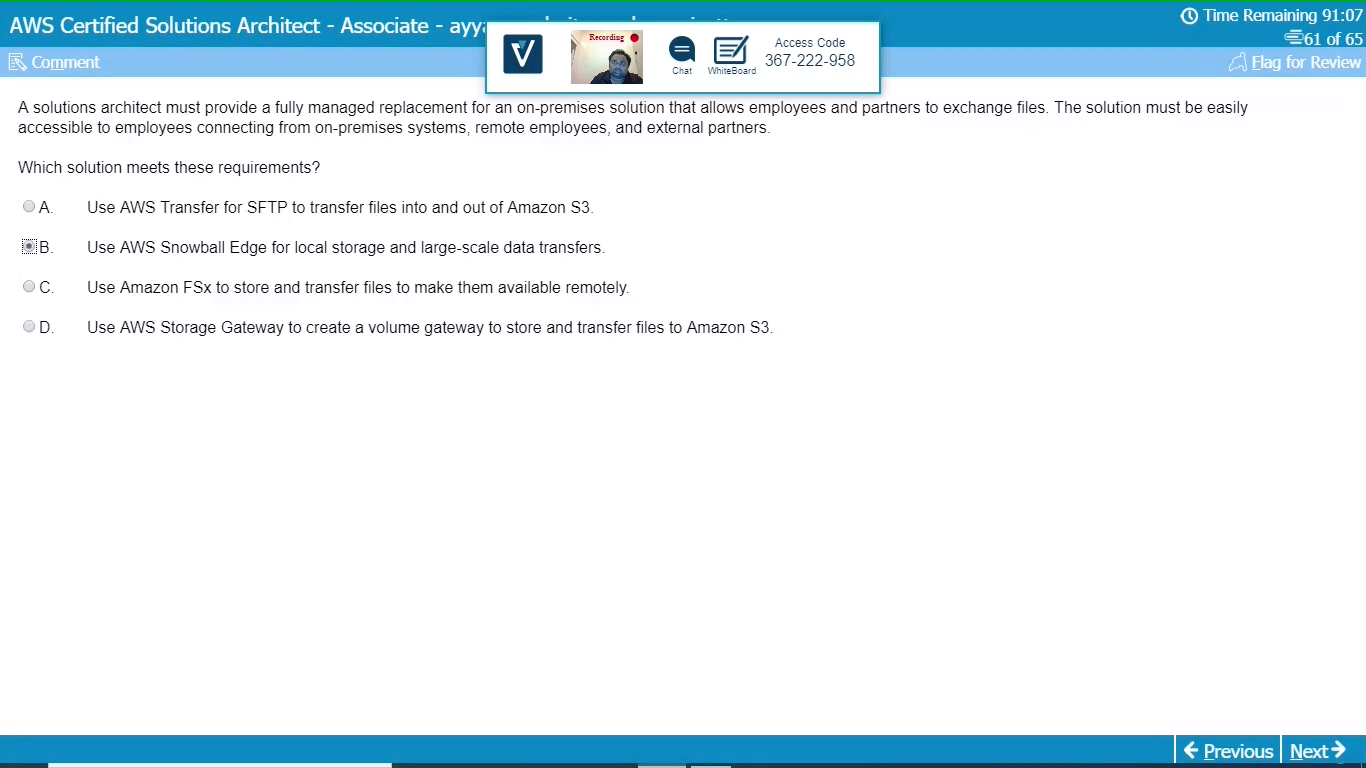 AWS Certified Solutions Architect - Associate - ayya
Time Remaining 91:07
61 of 65
Comment
Flag for Review
Recording
Chat
WhiteBoard
Access Code
367-222-958
A solutions architect must provide a fully managed replacement for an on-premises solution that allows employees and partners to exchange files. The solution must be easily
accessible to employees connecting from on-premises systems, remote employees, and external partners.
Which solution meets these requirements?
A. Use AWS Transfer for SFTP to transfer files into and out of Amazon S3.
B. Use AWS Snowball Edge for local storage and large-scale data transfers.
C. Use Amazon FSx to store and transfer files to make them available remotely.
D. Use AWS Storage Gateway to create a volume gateway to store and transfer files to Amazon S3.
Previous Next